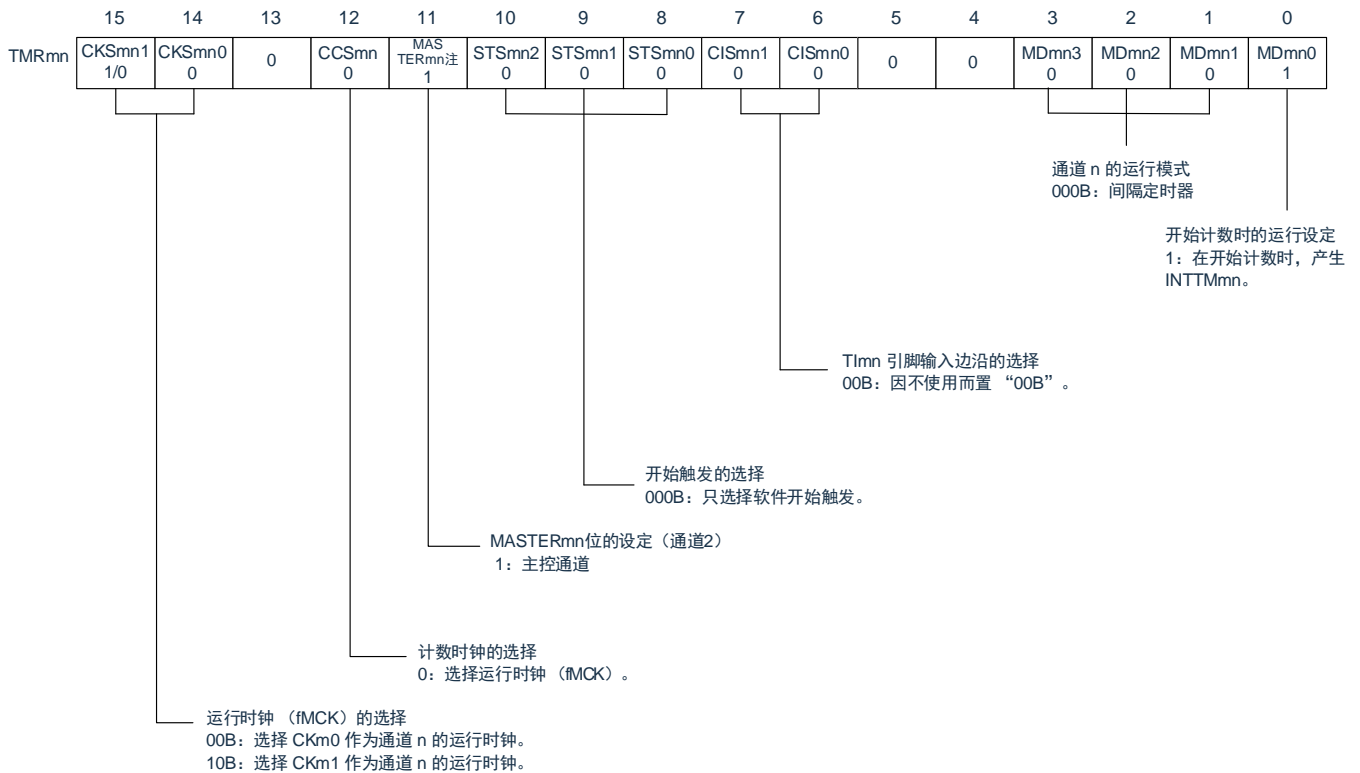 15 14 13 12 11 10 9 8 7 6 5 4 3 2 1 0
TMRmn CKSmn1 CKSmn0 0 CCSmn MAS TERmn注 STSmn2 STSmn1 STSmn0 CISmn1 CISmn0 0 0 MDmn3 MDmn2 MDmn1 MDmn0
1/0 0 0 1 0 0 0 0 0 0 0 0 1
通道 n 的运行模式
000B：间隔定时器
开始计数时的运行设定
1：在开始计数时，产生
INTTMmn。
TImn 引脚输入边沿的选择
00B：因不使用而置 “00B”。
开始触发的选择
000B：只选择软件开始触发。
MASTERmn位的设定（通道2）
1：主控通道
计数时钟的选择
0：选择运行时钟 （fMCK）。
运行时钟 （fMCK）的选择
00B：选择 CKm0 作为通道 n 的运行时钟。
10B：选择 CKm1 作为通道 n 的运行时钟。